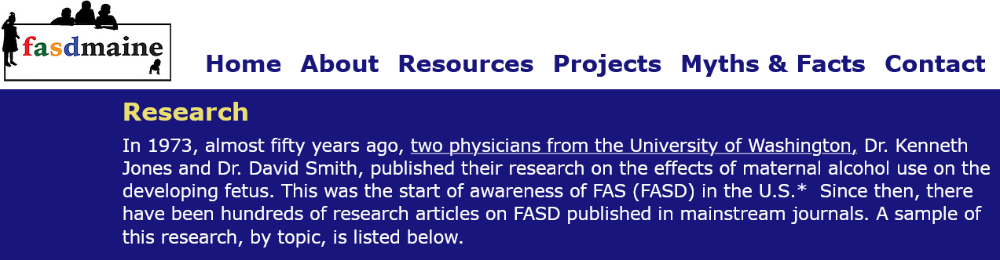 fasdmaine
Home About Resources Projects Myths & Facts Contact
Research
In 1973, almost fifty years ago, two physicians from the University of Washington, Dr. Kenneth
Jones and Dr. David Smith, published their research on the effects of maternal alcohol use on the
developing fetus. This was the start of awareness of FAS (FASD) in the U.S.* Since then, there
have been hundreds of research articles on FASD published in mainstream journals. A sample of
this research, by topic, is listed below.